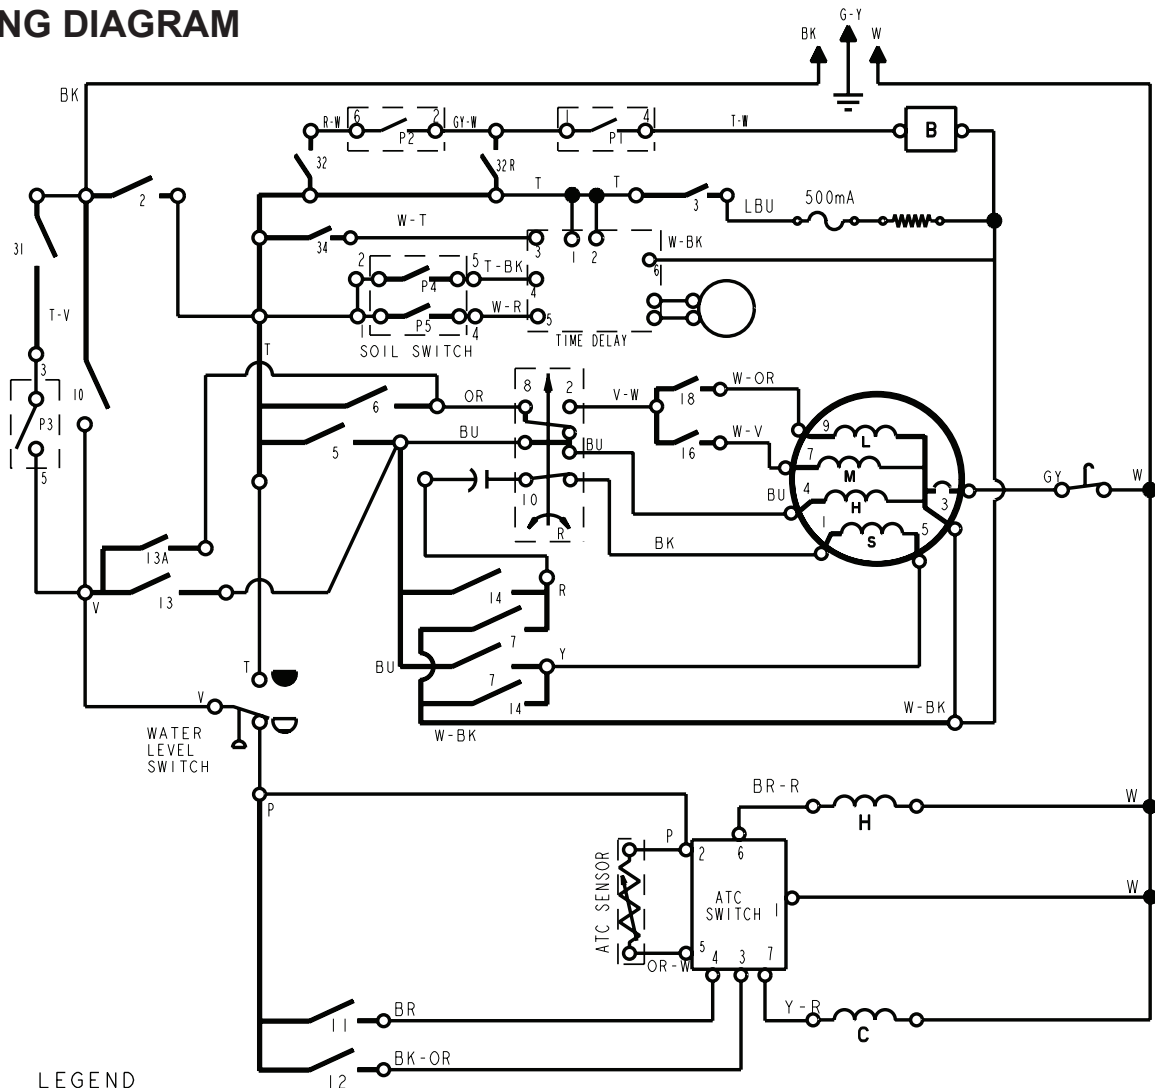 NG DIAGRAM
G-Y
BK W
BK
R-W 6 2 GY-W 1 4 T-W
P2 P1 B
32 32R
2 T T 3 LBU 500mA
31 W-T
34 3 1 2 W-BK
6
2 5 T-BK
P4 4
T-V W-R
1 P5 4 5
SOIL SWITCH TIME DELAY
T
3
10 8 2 V-W 18 W-OR
P3 6 OR
5 BU BU 16 W-V
5
9 L
7 M
4 H
BU
1 S 5 3
GY W
10
R
BK
13A
V 13
14 R
7
BU 7 Y
14
T
V
W-BK W-BK
WATER
LEVEL
SWITCH
P
BR-R W
H
P 2 6
ATC SENSOR
ATC
SWITCH 1 W
5 4 3 7
OR-W
Y-R
C
11 BR
12 BK-OR
LEGEND